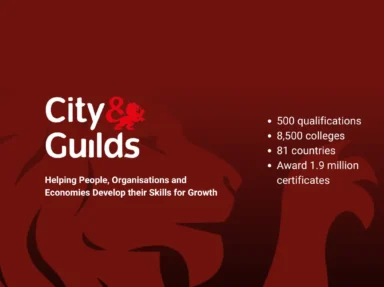 City&
Guilds
Helping People, Organisations and
Economies Develop their Skills for Growth
• 500 qualifications
• 8,500 colleges
• 81 countries
• Award 1.9 million
certificates